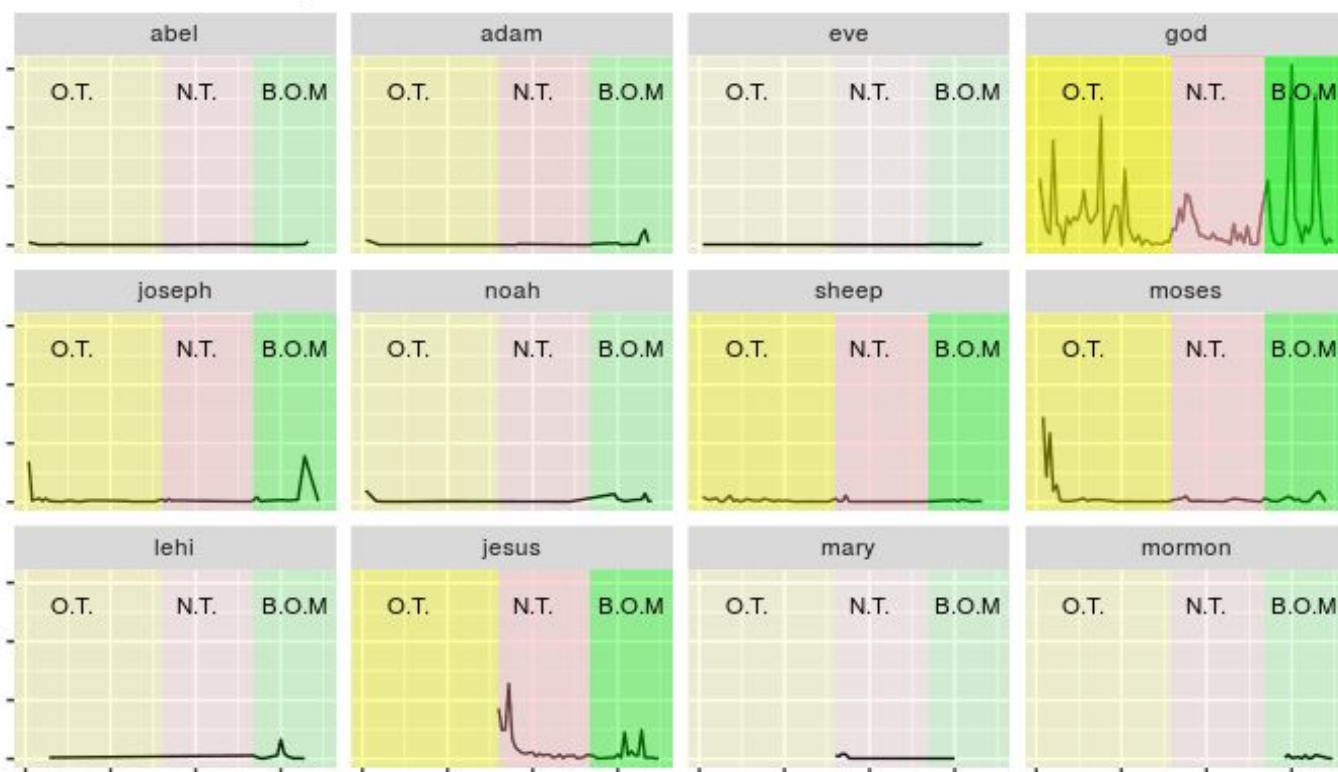 abel adam eve god
O.T. N.T. B.O.M O.T. N.T. B.O.M O.T. N.T. B.O.M O.T. N.T. B.O.M
joseph noah sheep moses
O.T. N.T. B.O.M O.T. N.T. B.O.M O.T. N.T. B.O.M O.T. N.T. B.O.M
lehi jesus mary mormon
O.T. N.T. B.O.M O.T. N.T. B.O.M O.T. N.T. B.O.M O.T. N.T. B.O.M